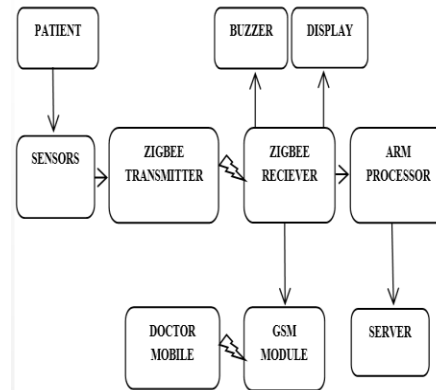 PATIENT
BUZZER
DISPLAY
SENSORS
ZIGBEE
TRANSMITTER
ZIGBEE
RECIEVER
ARM
PROCESSOR
DOCTOR
MOBILE
GSM
MODULE
SERVER